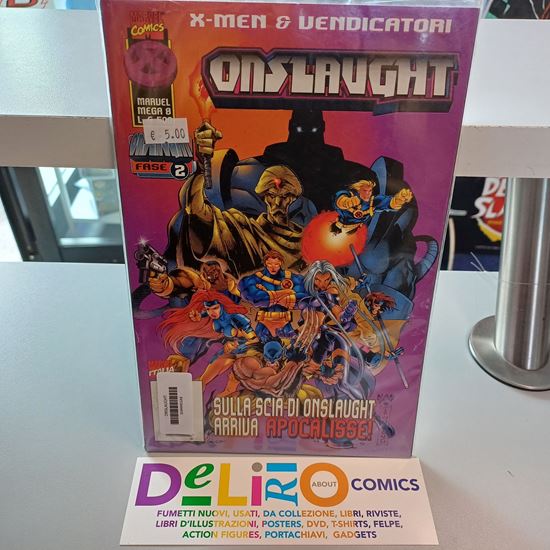 X-MEN & VENDICATORI
MARVEL
COMICS
ONSLAUGHT
MARVEL
MEGA 8
€ 5.00
FASE 2
MARVEL
ITALIA
SULLA SCIA DI ONSLAUGHT
ARRIVA APOCALISSE!
DELIRIO ABOUT COMICS
FUMETTI NUOVI, USATI, DA COLLEZIONE, LIBRI, RIVISTE,
LIBRI D'ILLUSTRAZIONI, POSTERS, DVD, T-SHIRTS, FELPE,
ACTION FIGURES, PORTACHIAVI, GADGETS